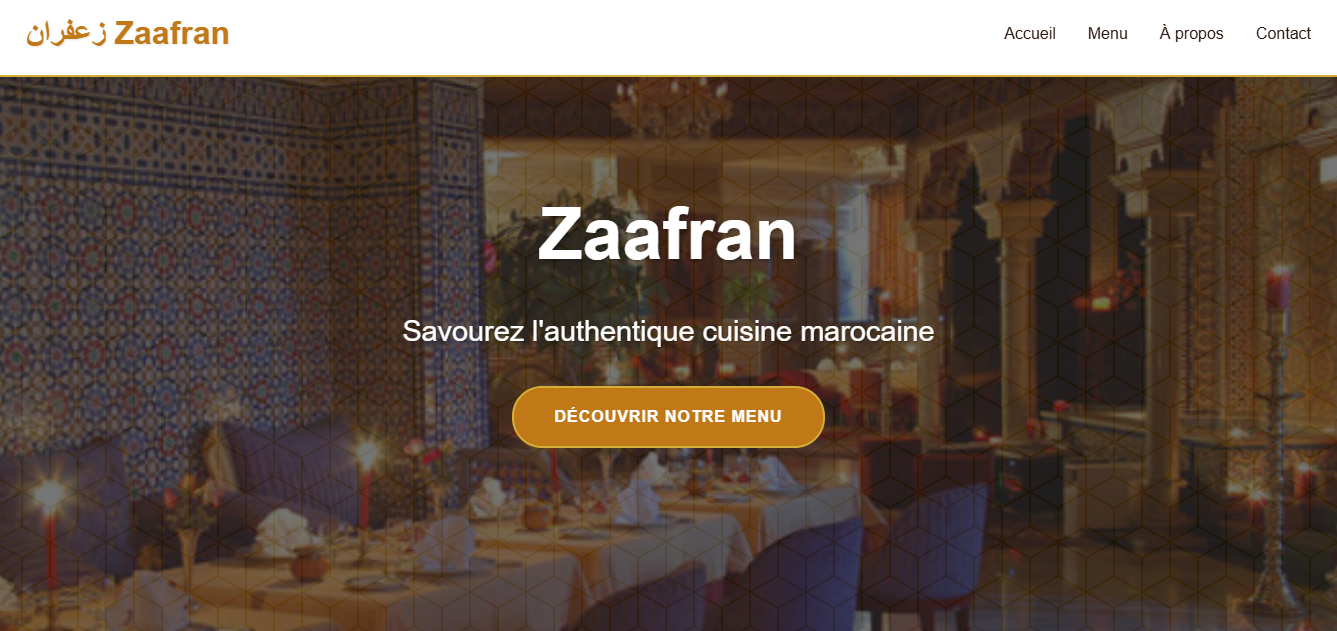 زعفران Zaafran
Accueil Menu À propos Contact
Zaafran
Savourez l'authentique cuisine marocaine
DÉCOUVRIR NOTRE MENU